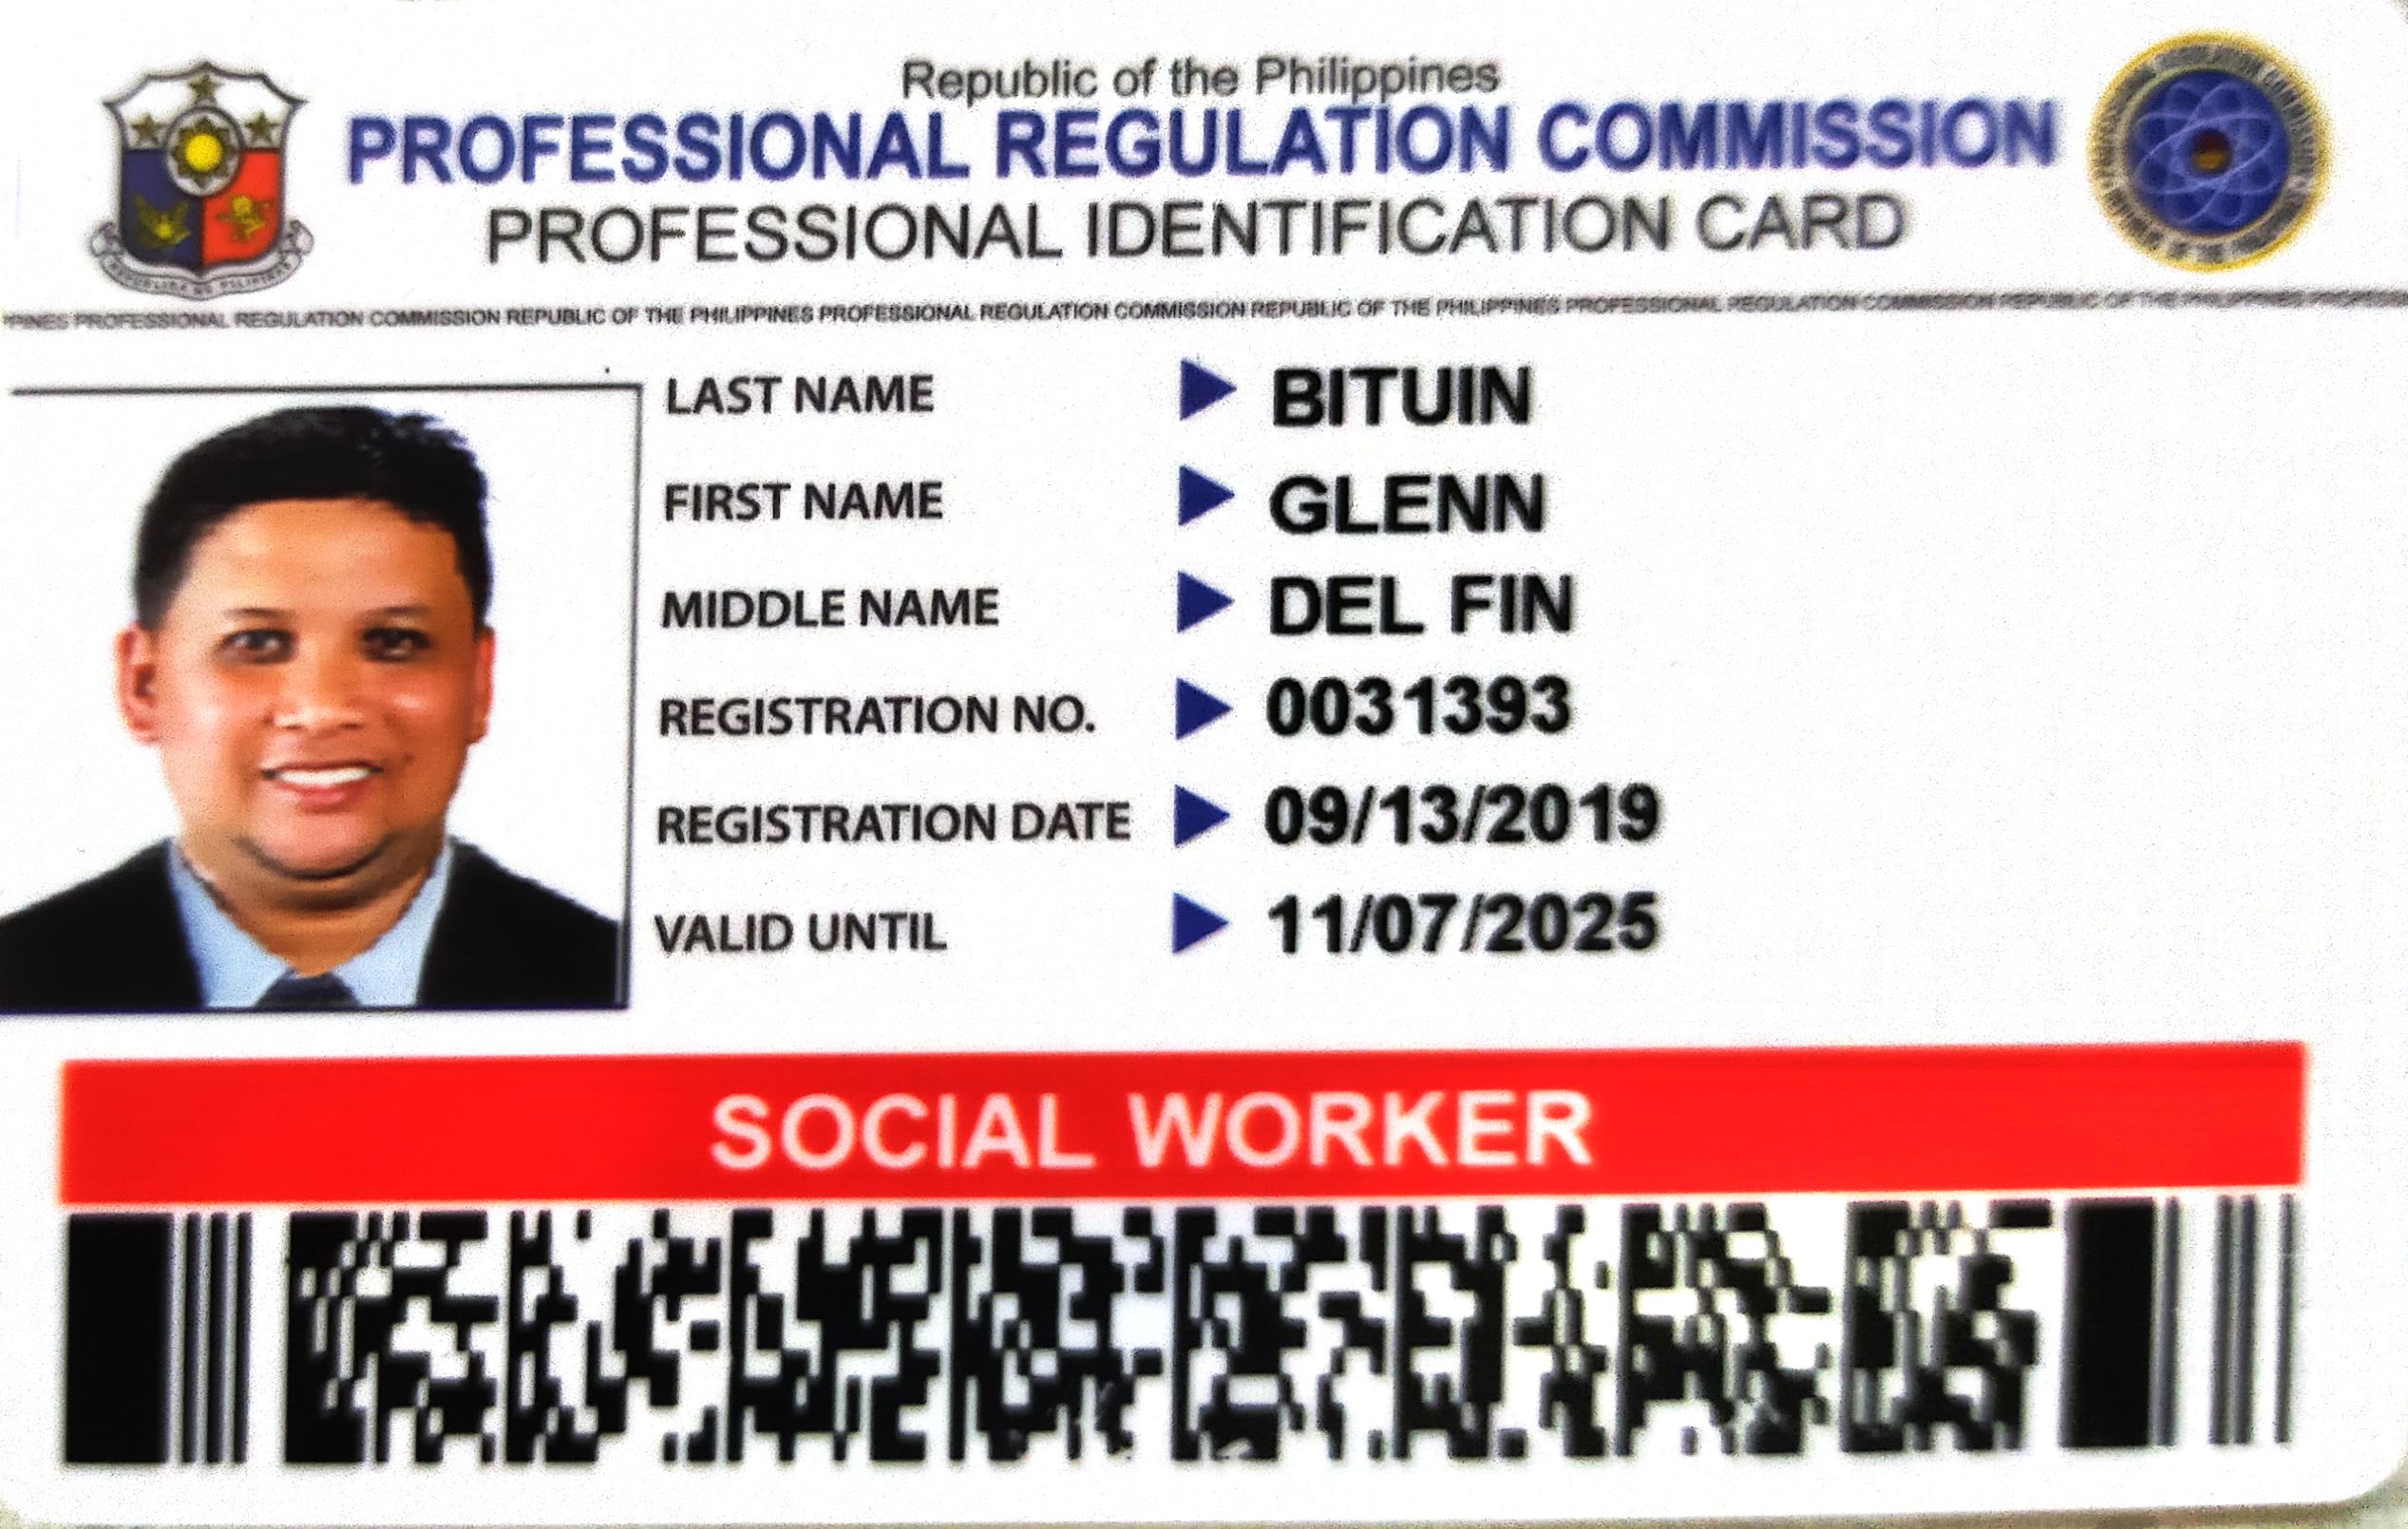 Republic of the Philippines
PROFESSIONAL REGULATION COMMISSION
PROFESSIONAL IDENTIFICATION CARD
PINES PROFESSIONAL REGULATION COMMISSION REPUBLIC OF THE PHILIPPINES PROFESSIONAL REGULATION COMMISSION REPUBLIC OF THE PHILIPPINES PROFESSIONAL REGULATION COMMISSION REPUBLIC OF THE PHILIPPINES
LAST NAME BITUIN
FIRST NAME GLENN
MIDDLE NAME DEL FIN
REGISTRATION NO. 0031393
REGISTRATION DATE 09/13/2019
VALID UNTIL 11/07/2025
SOCIAL WORKER